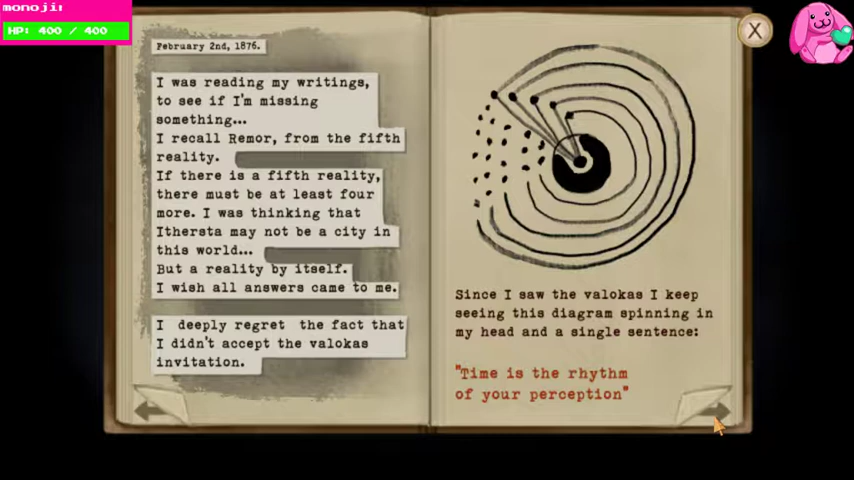 monoji:
HP: 400 / 400
February 2nd, 1876.
I was reading my writings,
to see if I'm missing
something...
I recall Remor, from the fifth
reality.
If there is a fifth reality,
there must be at least four
more. I was thinking that
Ithersta may not be a city in
this world...
But a reality by itself.
I wish all answers came to me.
I deeply regret the fact that
I didn't accept the valokas
invitation.
X
Since I saw the valokas I keep
seeing this diagram spinning in
my head and a single sentence:
"Time is the rhythm
of your perception"